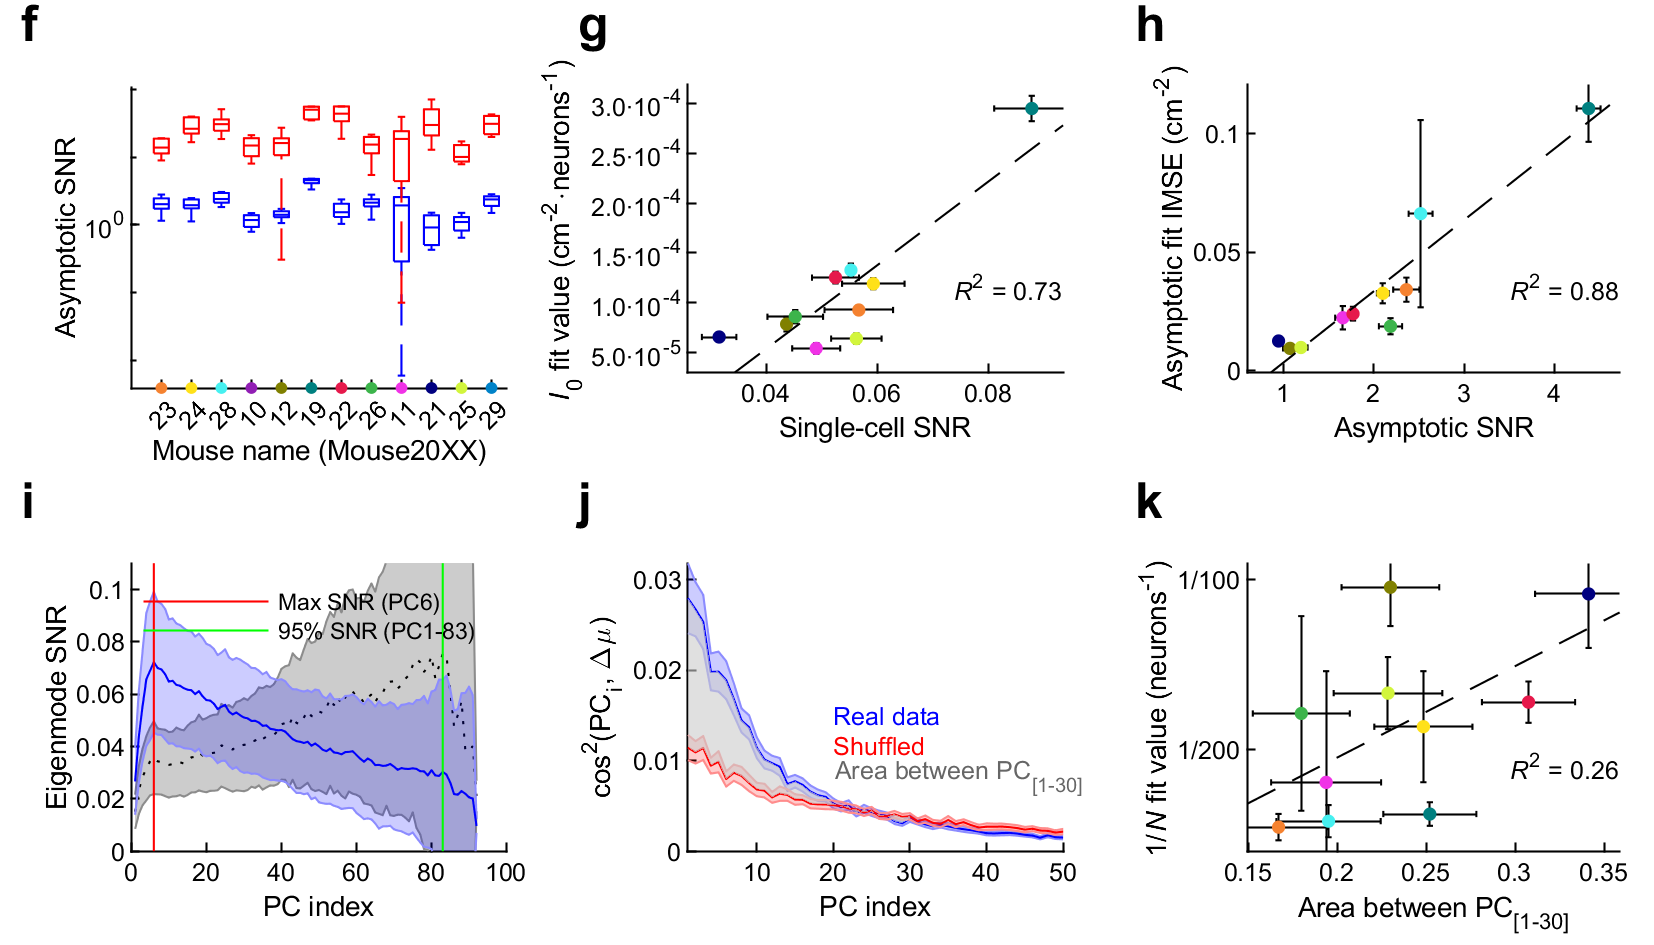 f
Asymptotic SNR
10^0
23 24 28 10 12 19 22 26 11 21 25 29
Mouse name (Mouse20XX)
g
I_0 fit value (cm^-2 · neurons^-1)
3.0·10^-4
2.5·10^-4
2.0·10^-4
1.5·10^-4
1.0·10^-4
5.0·10^-5
R^2 = 0.73
0.04 0.06 0.08
Single-cell SNR
h
Asymptotic fit IMSE (cm^-2)
0.1
0.05
0
R^2 = 0.88
1 2 3 4
Asymptotic SNR
i
Eigenmode SNR
0.1
0.08
0.06
0.04
0.02
0
Max SNR (PC6)
95% SNR (PC1-83)
0 20 40 60 80 100
PC index
j
cos^2(PC_i, Δμ)
0.03
0.02
0.01
0
Real data
Shuffled
Area between PC_[1-30]
10 20 30 40 50
PC index
k
1/N fit value (neurons^-1)
1/100
1/200
R^2 = 0.26
0.15 0.2 0.25 0.3 0.35
Area between PC_[1-30]